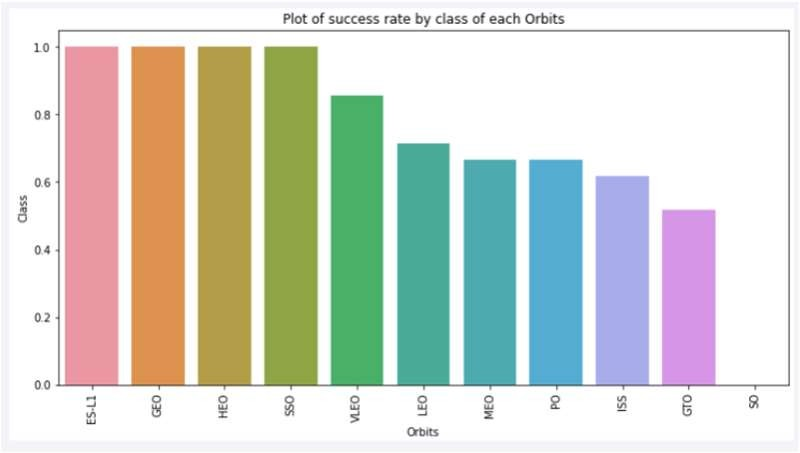 Plot of success rate by class of each Orbits
1.0
0.8
0.6
0.4
0.2
0.0
Class
ES-L1
GEO
HEO
SSO
VLEO
LEO
MEO
PO
ISS
GTO
SO
Orbits